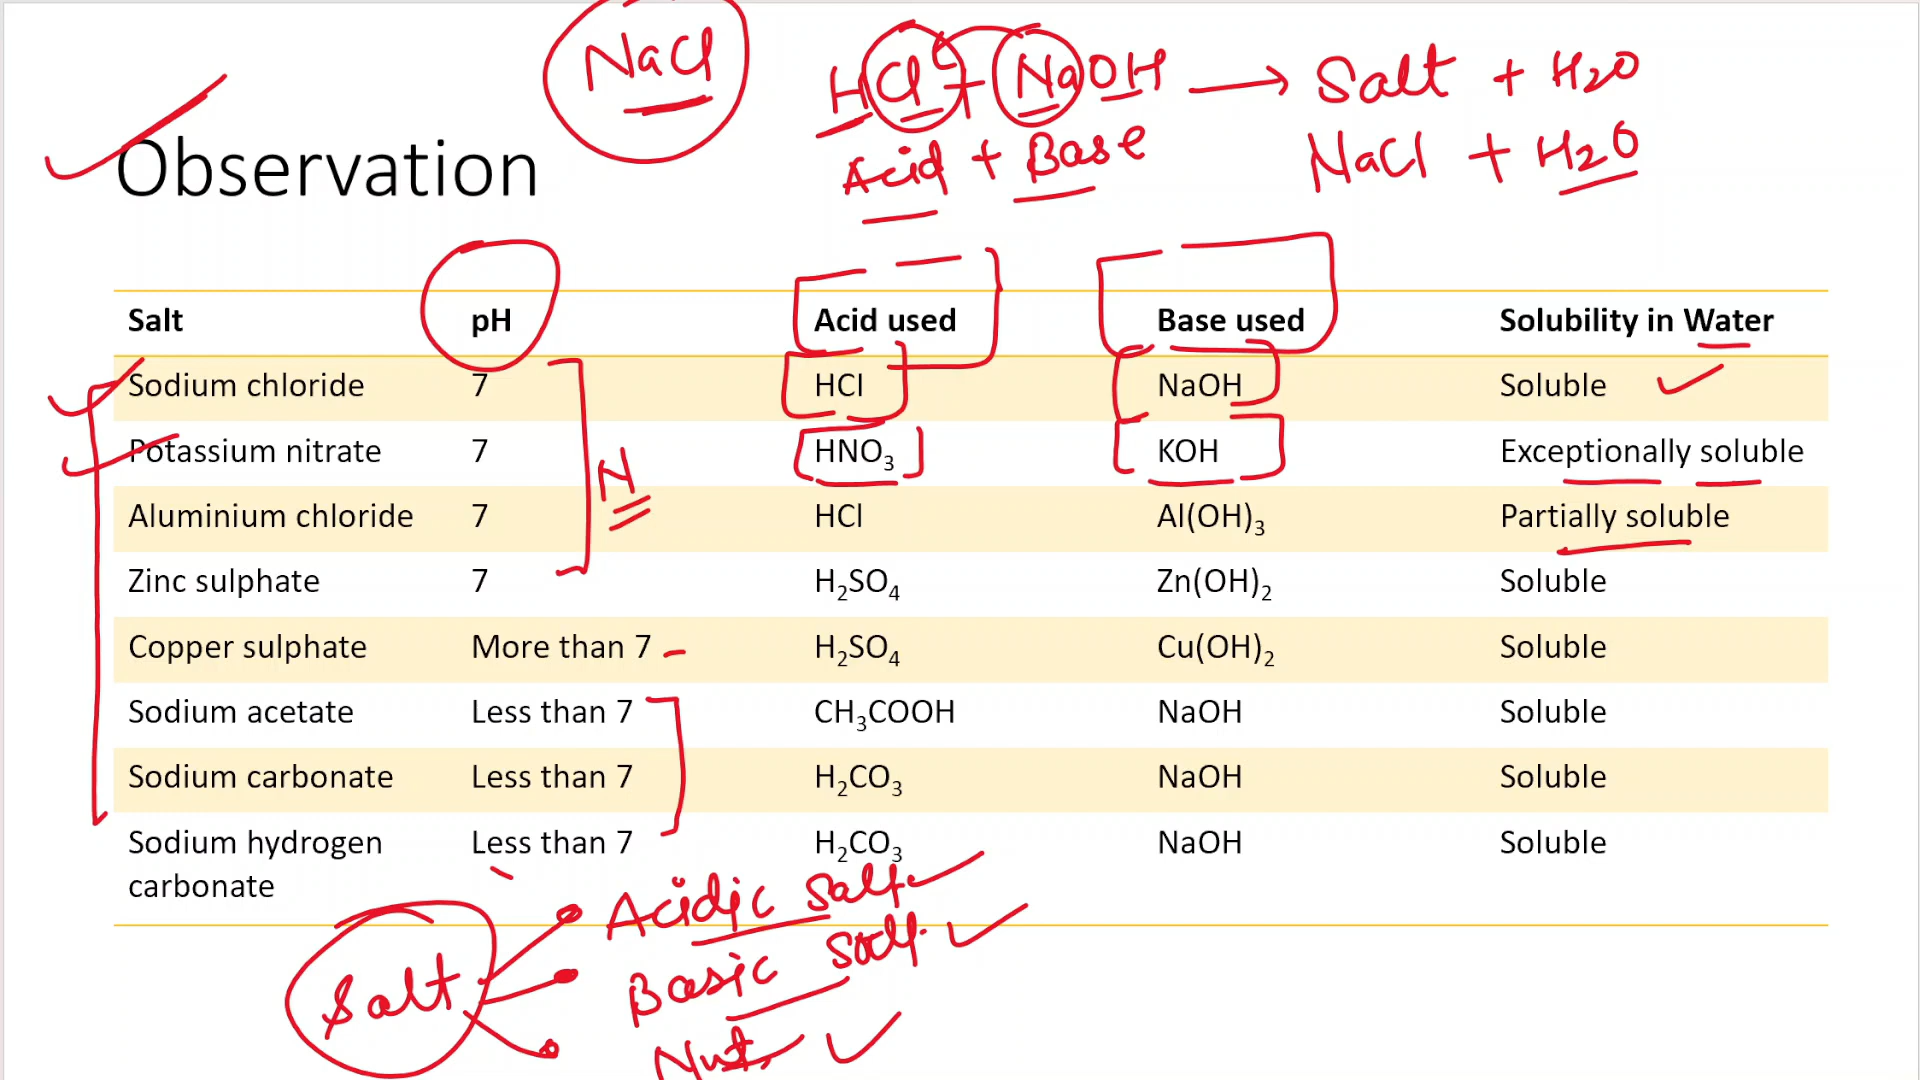 NaCl
HCl + NaOH → Salt + H2O
Acid + Base NaCl + H2O
Observation
Salt pH Acid used Base used Solubility in Water
Sodium chloride 7 HCl NaOH Soluble
Potassium nitrate 7 HNO₃ KOH Exceptionally soluble
N
Aluminium chloride 7 HCl Al(OH)₃ Partially soluble
Zinc sulphate 7 H₂SO₄ Zn(OH)₂ Soluble
Copper sulphate More than 7 H₂SO₄ Cu(OH)₂ Soluble
Sodium acetate Less than 7 CH₃COOH NaOH Soluble
Sodium carbonate Less than 7 H₂CO₃ NaOH Soluble
Sodium hydrogen carbonate Less than 7 H₂CO₃ NaOH Soluble
Acidic Salt
Salt Basic Salt